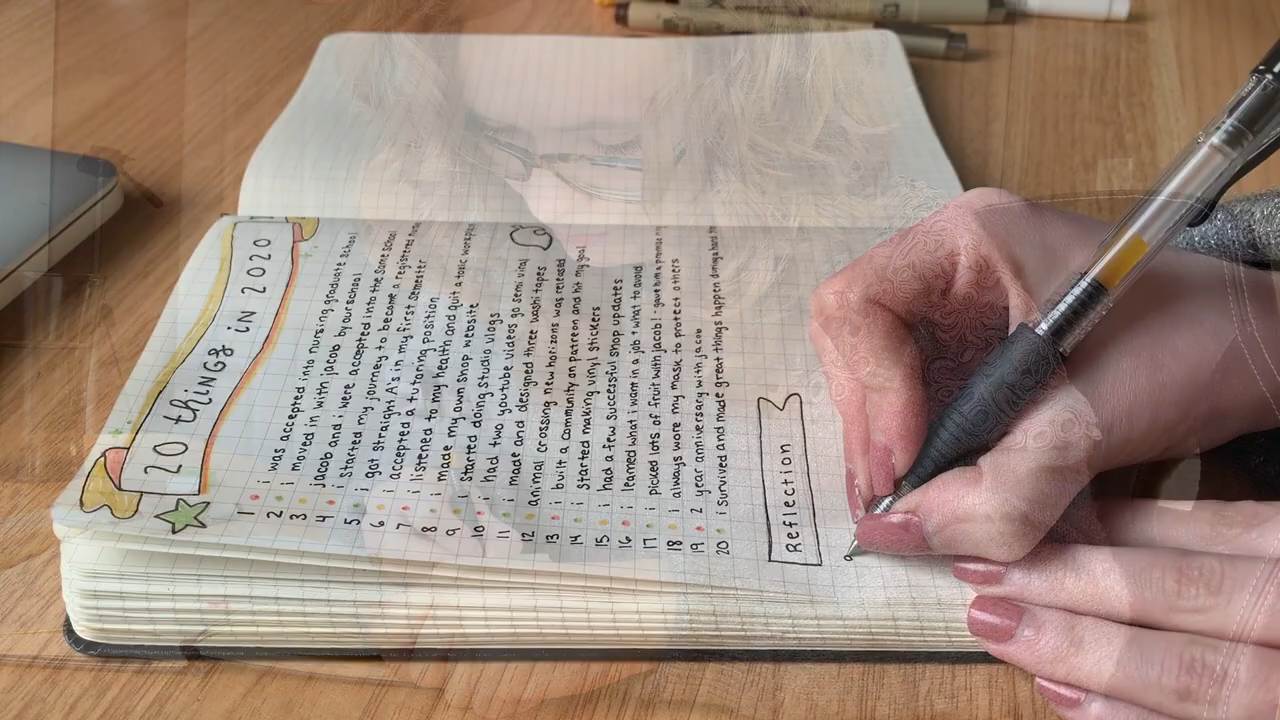 20 things in 2020
1 i was accepted into nursing graduate school
2 i moved in with jacob by our school
3 jacob and i were accepted into the same school
4 started my journey to become a registered nurse
5 i got straight A's in my first semester
6 i accepted a tutoring position
7 i listened to my health and quit a toxic workplace
8 i made my own shop website
9 i started doing studio vlogs
10 i had two youtube videos go semi viral
11 i made and designed three washi tapes
12 animal crossing new horizons was released
13 i built a community on patreon and hit my goal
14 i started making vinyl stickers
15 i had a few successful shop updates
16 i learned what i want in a job + what to avoid
17 i picked lots of fruit with jacob! - gave him a promise
18 i always wore my mask to protect others
19 2 year anniversary with jacob
20 i survived and made great things happen during a hard
Reflection